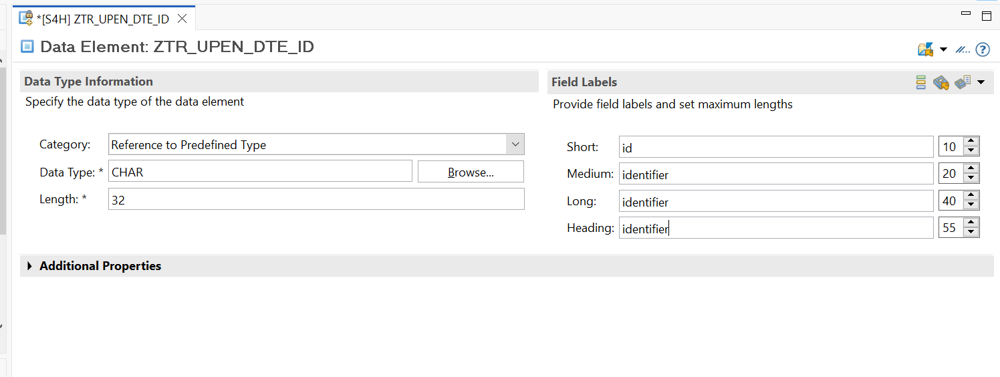 *[S4H] ZTR_UPEN_DTE_ID
Data Element: ZTR_UPEN_DTE_ID
Data Type Information
Specify the data type of the data element
Category: Reference to Predefined Type
Data Type: * CHAR Browse...
Length: * 32
Field Labels
Provide field labels and set maximum lengths
Short: id 10
Medium: identifier 20
Long: identifier 40
Heading: identifier 55
Additional Properties